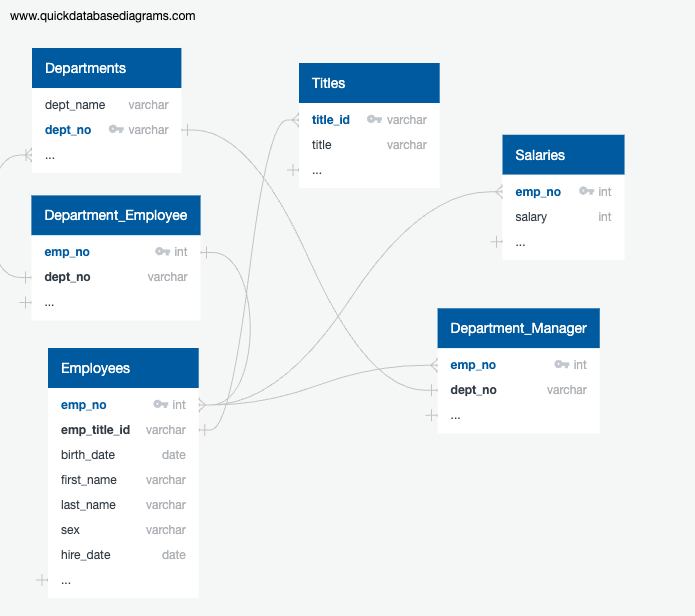 www.quickdatabasediagrams.com
Departments
dept_name varchar
dept_no varchar
...
Department_Employee
emp_no int
dept_no varchar
...
Employees
emp_no int
emp_title_id varchar
birth_date date
first_name varchar
last_name varchar
sex varchar
hire_date date
...
Titles
title_id varchar
title varchar
...
Salaries
emp_no int
salary int
...
Department_Manager
emp_no int
dept_no varchar
...